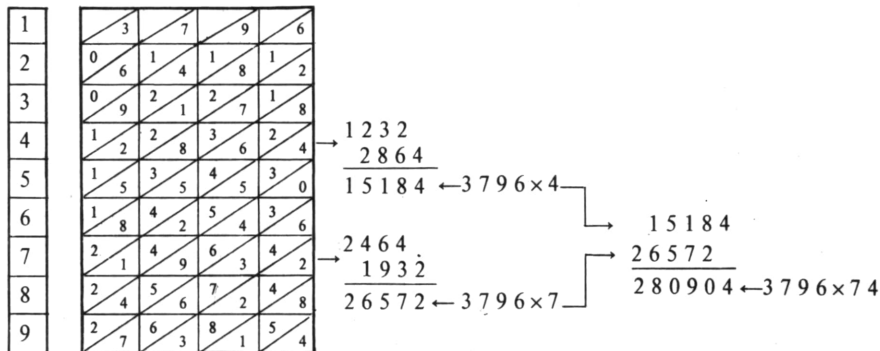 1 3 7 9 6
2 0 6 1 4 1 8 1 2
3 0 9 2 1 2 7 1 8
4 1 2 2 8 3 6 2 4
5 1 5 3 5 4 5 3 0
6 1 8 4 2 5 4 3 6
7 2 1 4 9 6 3 4 2
8 2 4 5 6 7 2 4 8
9 2 7 6 3 8 1 5 4
1232
2864
15184 ← 3796×4
2464
1932
26572 ← 3796×7
15184
26572
280904 ← 3796×74